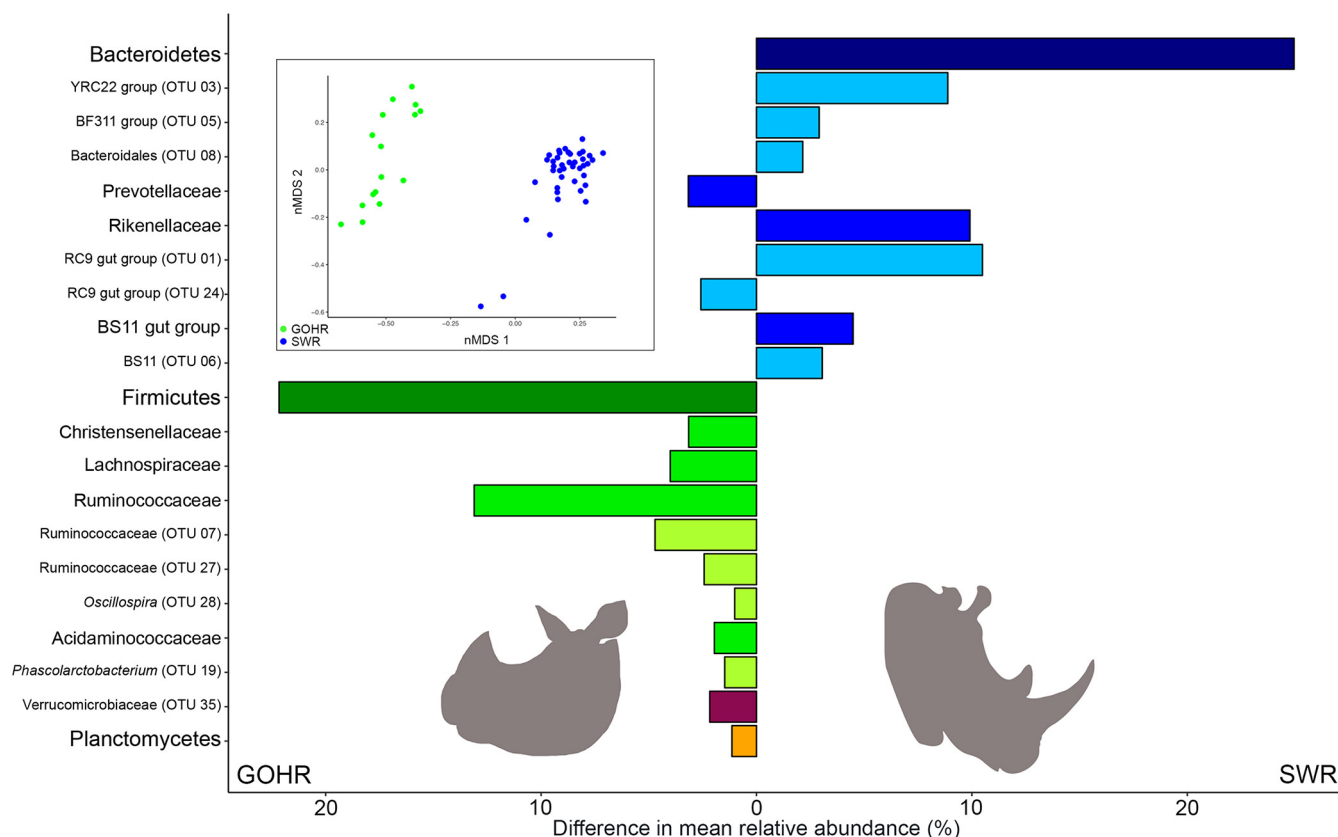 Bacteroidetes
YRC22 group (OTU 03)
BF311 group (OTU 05)
Bacteroidales (OTU 08)
Prevotellaceae
Rikenellaceae
RC9 gut group (OTU 01)
RC9 gut group (OTU 24)
BS11 gut group
BS11 (OTU 06)
Firmicutes
Christensenellaceae
Lachnospiraceae
Ruminococcaceae
Ruminococcaceae (OTU 07)
Ruminococcaceae (OTU 27)
Oscillospira (OTU 28)
Acidaminococcaceae
Phascolarctobacterium (OTU 19)
Verrucomicrobiaceae (OTU 35)
Planctomycetes
nMDS 2
0.2
0.0
−0.2
−0.4
−0.6
−0.50 −0.25 0.00 0.25
nMDS 1
GOHR
SWR
GOHR SWR
20 10 0 10 20
Difference in mean relative abundance (%)